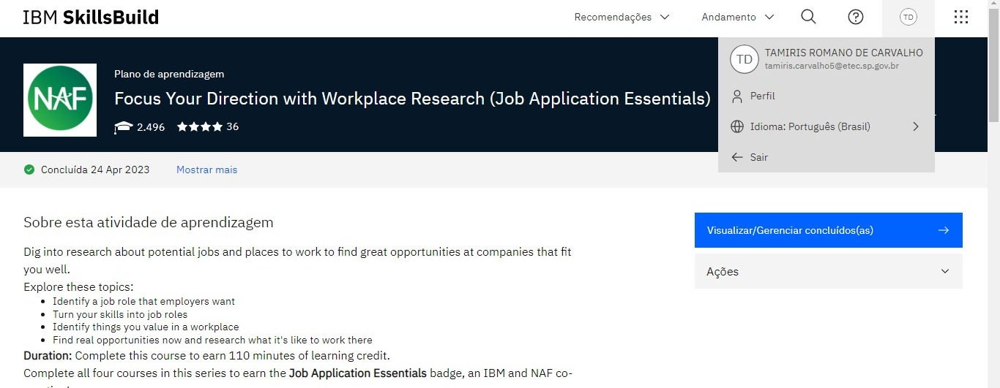 IBM SkillsBuild
Recomendações
Andamento
TD
TD
TAMIRIS ROMANO DE CARVALHO
tamiris.carvalho5@etec.sp.gov.br
Perfil
Idioma: Português (Brasil)
Sair
NAF
Plano de aprendizagem
Focus Your Direction with Workplace Research (Job Application Essentials)
2.496 36
Concluída 24 Apr 2023 Mostrar mais
Sobre esta atividade de aprendizagem
Dig into research about potential jobs and places to work to find great opportunities at companies that fit
you well.
Explore these topics:
• Identify a job role that employers want
• Turn your skills into job roles
• Identify things you value in a workplace
• Find real opportunities now and research what it's like to work there
Duration: Complete this course to earn 110 minutes of learning credit.
Complete all four courses in this series to earn the Job Application Essentials badge, an IBM and NAF co-
Visualizar/Gerenciar concluídos(as)
Ações